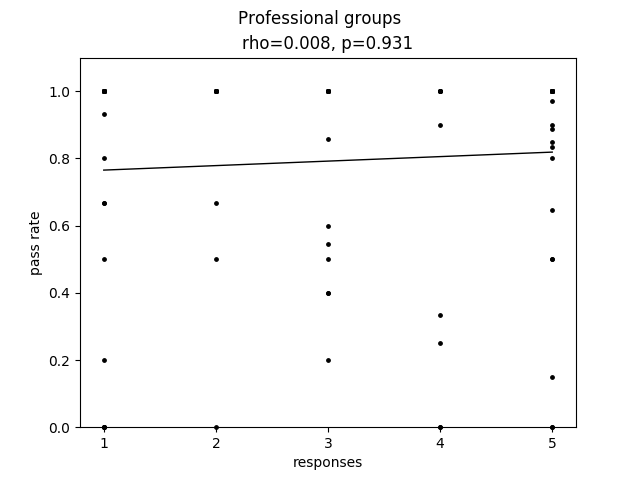 Professional groups
rho=0.008, p=0.931
1.0
0.8
0.6
0.4
0.2
0.0
pass rate
1 2 3 4 5
responses